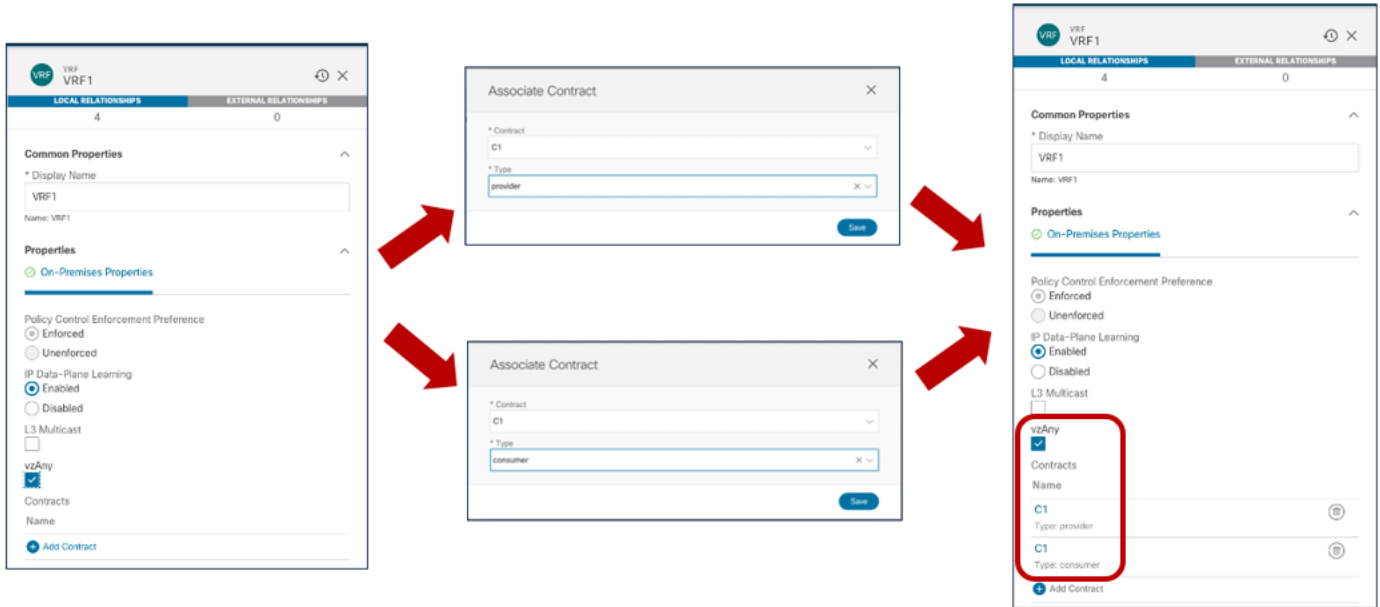 VRF
VRF
VRF1
LOCAL RELATIONSHIPS
EXTERNAL RELATIONSHIPS
4
0
Common Properties
* Display Name
VRF1
Name: VRF1
Properties
On-Premises Properties
Policy Control Enforcement Preference
Enforced
Unenforced
IP Data-Plane Learning
Enabled
Disabled
L3 Multicast
vzAny
Contracts
Name
Add Contract
Associate Contract
* Contract
C1
* Type
provider
Save
Associate Contract
* Contract
C1
* Type
consumer
Save
VRF
VRF
VRF1
LOCAL RELATIONSHIPS
EXTERNAL RELATIONSHIPS
4
0
Common Properties
* Display Name
VRF1
Name: VRF1
Properties
On-Premises Properties
Policy Control Enforcement Preference
Enforced
Unenforced
IP Data-Plane Learning
Enabled
Disabled
L3 Multicast
vzAny
Contracts
Name
C1
Type: provider
C1
Type: consumer
Add Contract